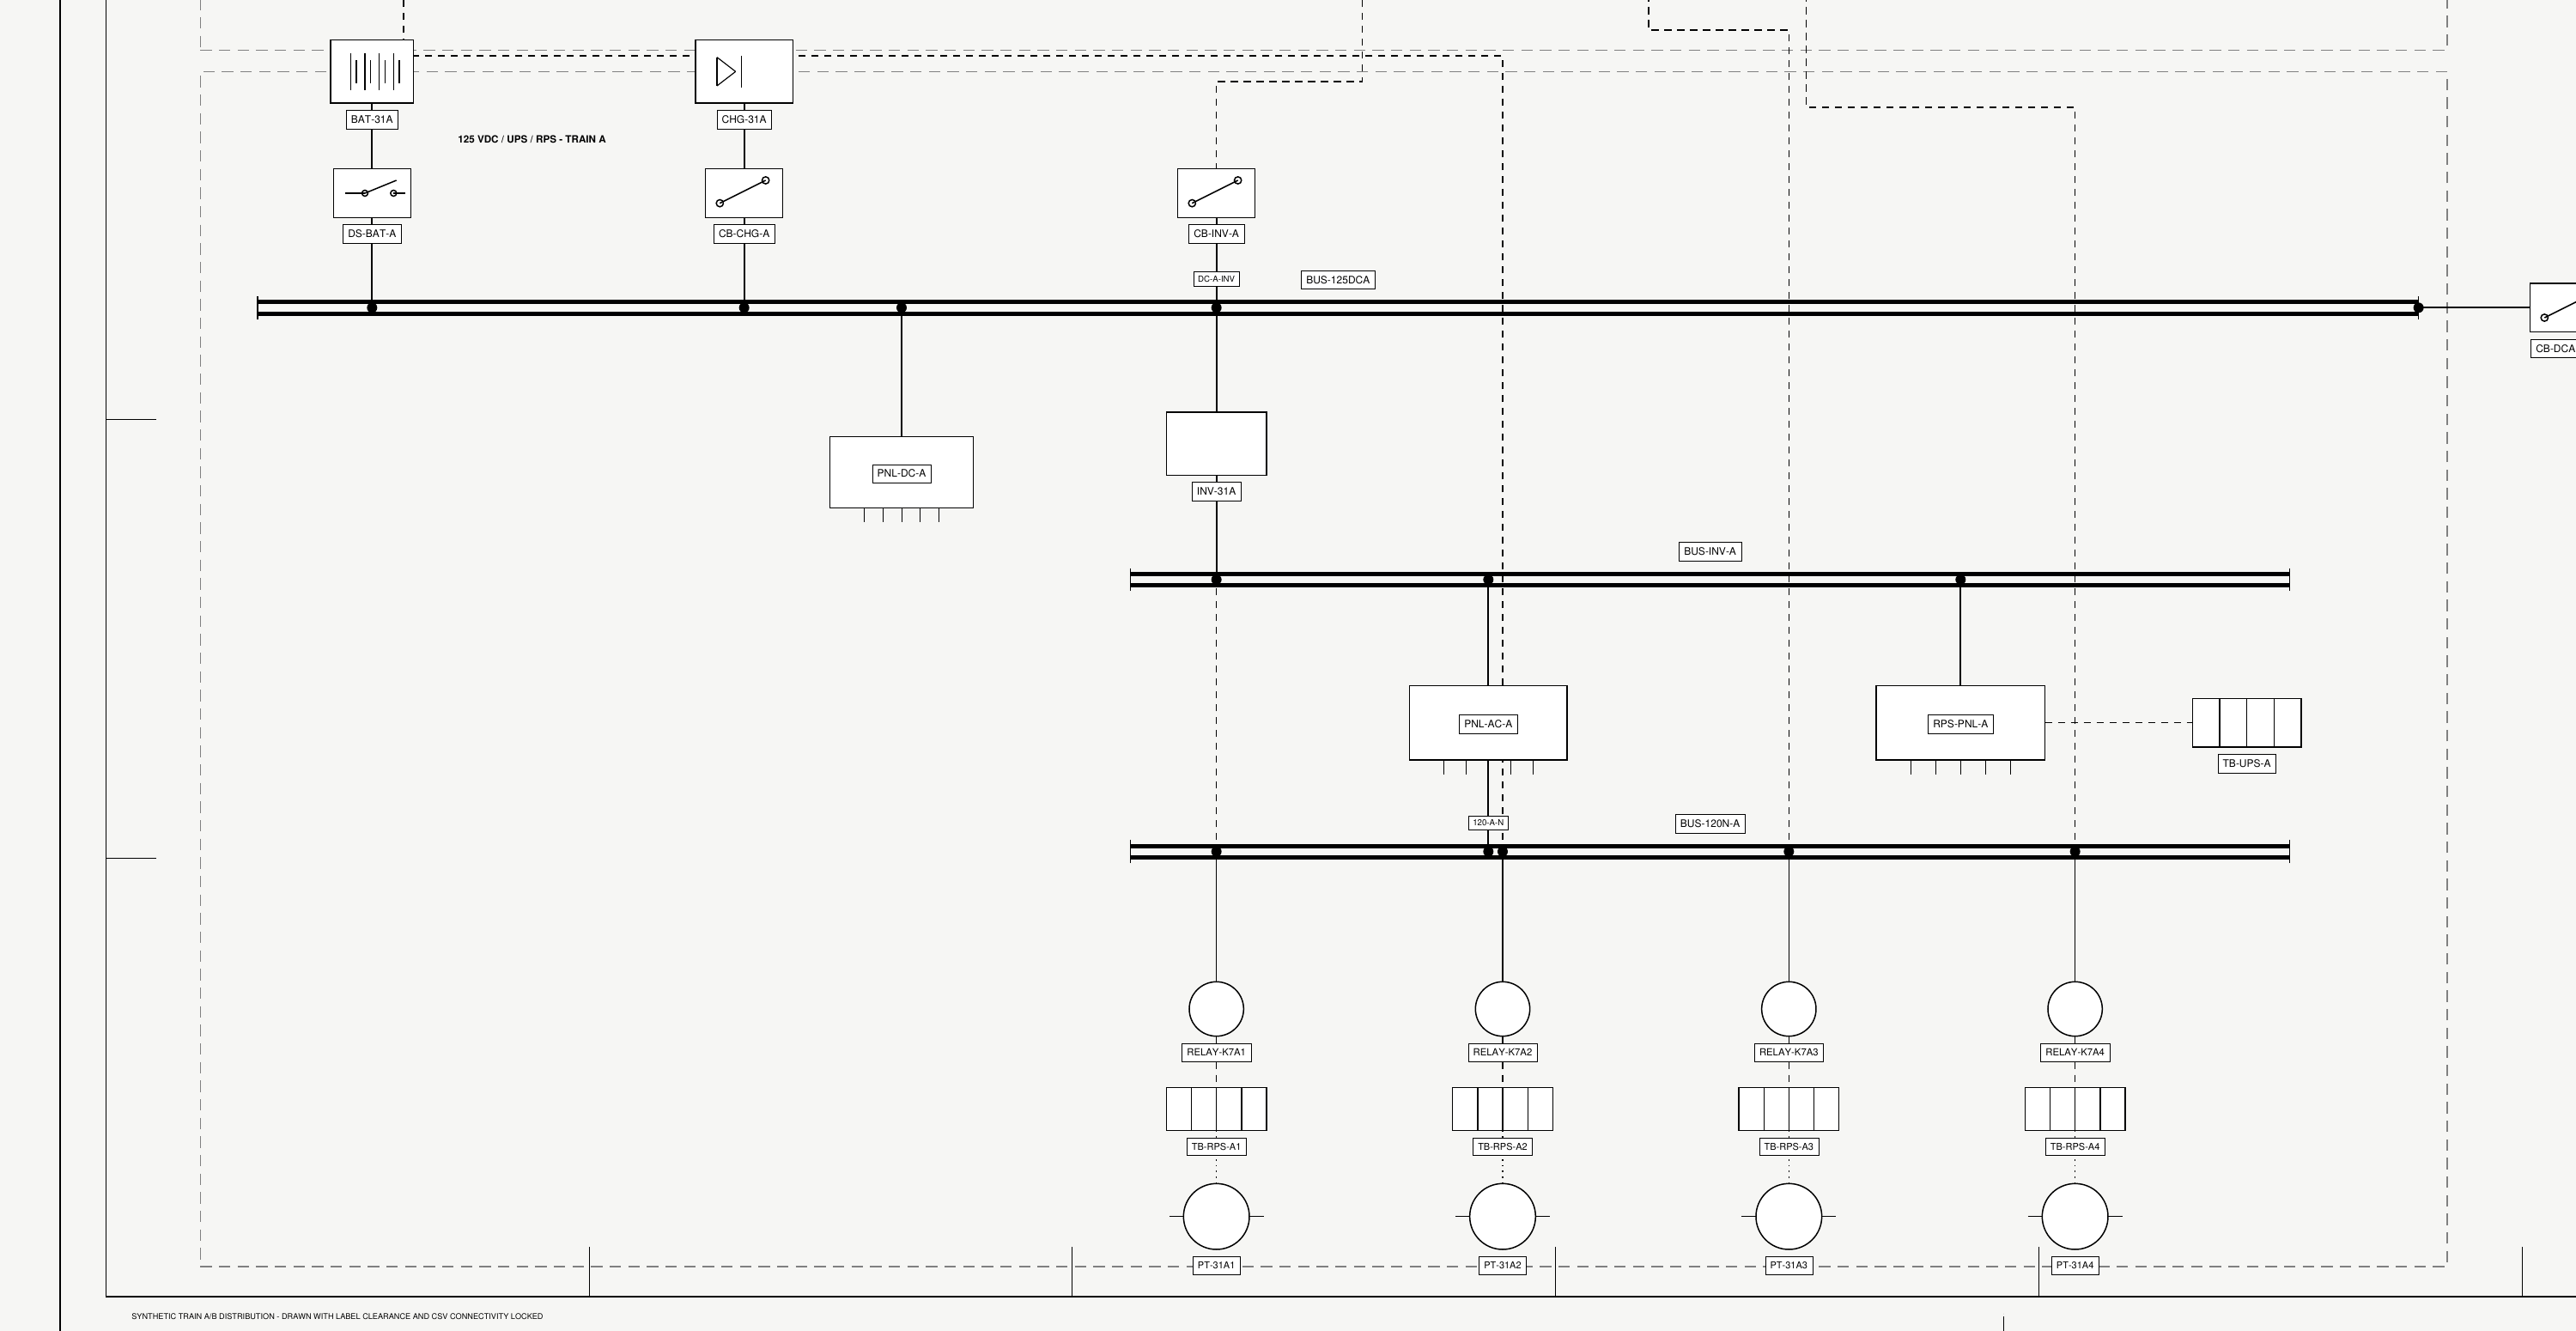 BAT-31A
CHG-31A
125 VDC / UPS / RPS - TRAIN A
DS-BAT-A
CB-CHG-A
CB-INV-A
DC-A-INV
BUS-125DCA
CB-DCA
PNL-DC-A
INV-31A
BUS-INV-A
PNL-AC-A
RPS-PNL-A
TB-UPS-A
120-A-N
BUS-120N-A
RELAY-K7A1
RELAY-K7A2
RELAY-K7A3
RELAY-K7A4
TB-RPS-A1
TB-RPS-A2
TB-RPS-A3
TB-RPS-A4
PT-31A1
PT-31A2
PT-31A3
PT-31A4
SYNTHETIC TRAIN A/B DISTRIBUTION - DRAWN WITH LABEL CLEARANCE AND CSV CONNECTIVITY LOCKED